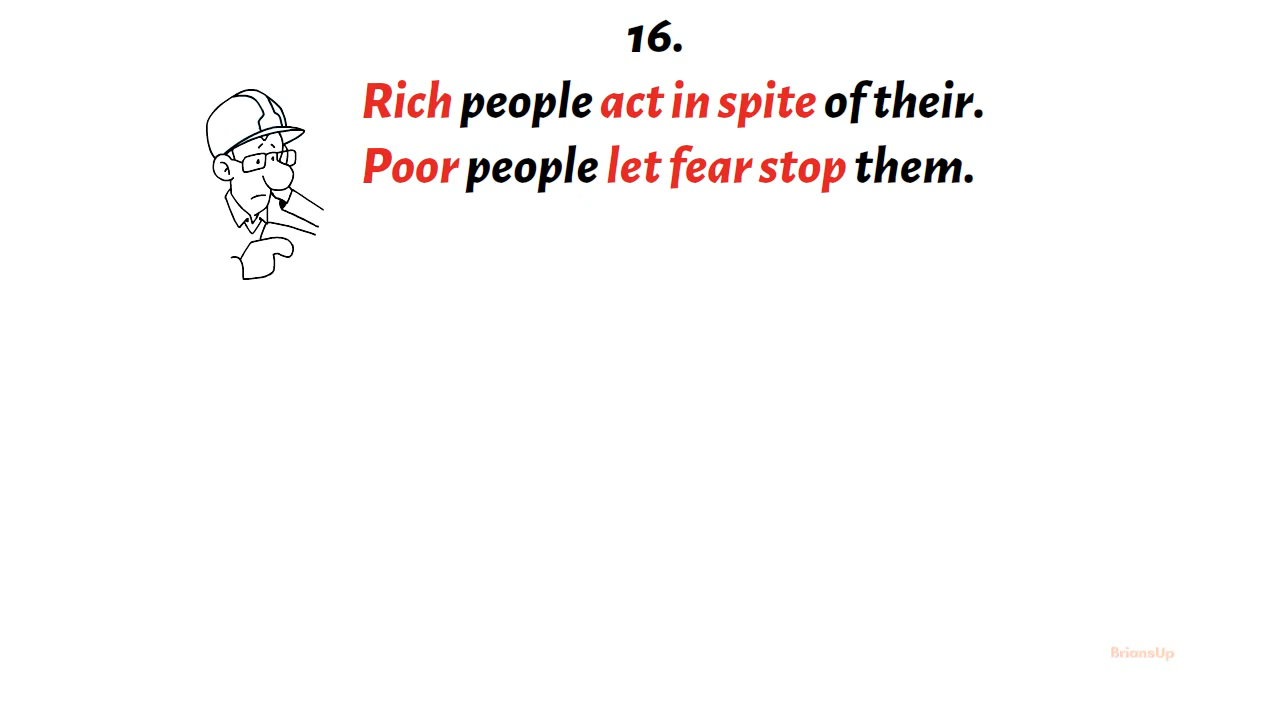 16.
Rich people act in spite of their.
Poor people let fear stop them.
BriansUp